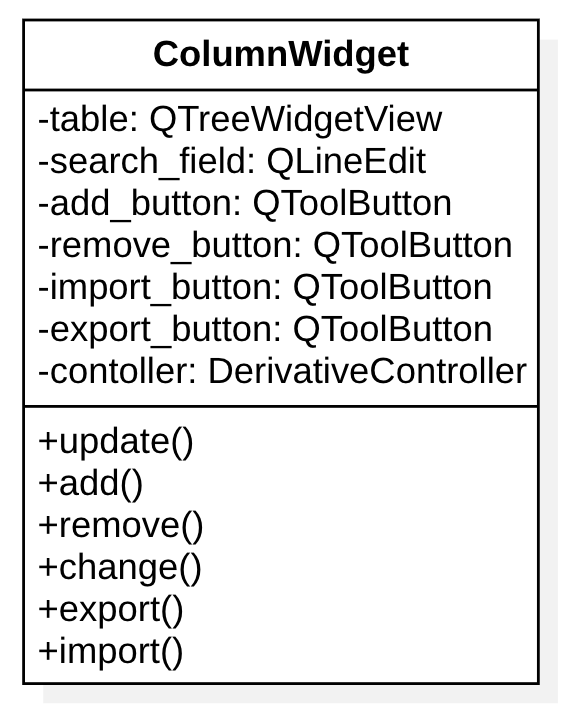 ColumnWidget
-table: QTreeWidgetView
-search_field: QLineEdit
-add_button: QToolButton
-remove_button: QToolButton
-import_button: QToolButton
-export_button: QToolButton
-contoller: DerivativeController
+update()
+add()
+remove()
+change()
+export()
+import()